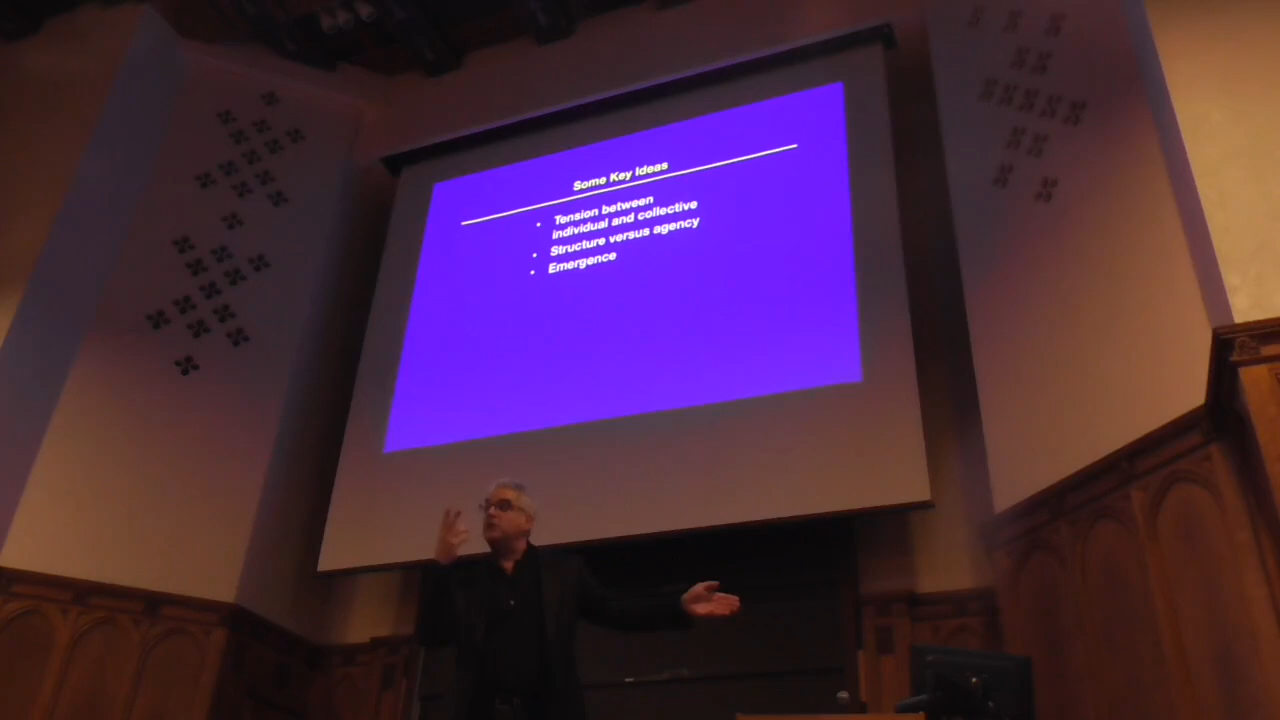 Some Key Ideas
• Tension between
individual and collective
• Structure versus agency
• Emergence